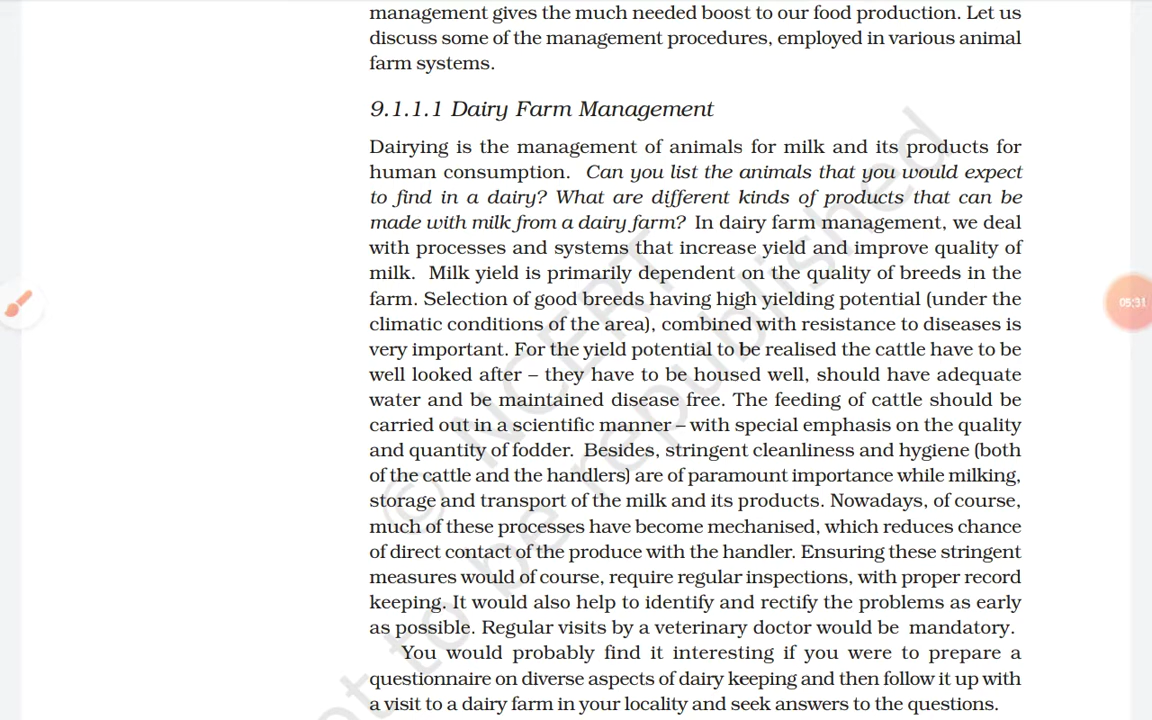 management gives the much needed boost to our food production. Let us
discuss some of the management procedures, employed in various animal
farm systems.
9.1.1.1 Dairy Farm Management
Dairying is the management of animals for milk and its products for
human consumption. Can you list the animals that you would expect
to find in a dairy? What are different kinds of products that can be
made with milk from a dairy farm? In dairy farm management, we deal
with processes and systems that increase yield and improve quality of
milk. Milk yield is primarily dependent on the quality of breeds in the
farm. Selection of good breeds having high yielding potential (under the
climatic conditions of the area), combined with resistance to diseases is
very important. For the yield potential to be realised the cattle have to be
well looked after – they have to be housed well, should have adequate
water and be maintained disease free. The feeding of cattle should be
carried out in a scientific manner – with special emphasis on the quality
and quantity of fodder. Besides, stringent cleanliness and hygiene (both
of the cattle and the handlers) are of paramount importance while milking,
storage and transport of the milk and its products. Nowadays, of course,
much of these processes have become mechanised, which reduces chance
of direct contact of the produce with the handler. Ensuring these stringent
measures would of course, require regular inspections, with proper record
keeping. It would also help to identify and rectify the problems as early
as possible. Regular visits by a veterinary doctor would be mandatory.
You would probably find it interesting if you were to prepare a
questionnaire on diverse aspects of dairy keeping and then follow it up with
a visit to a dairy farm in your locality and seek answers to the questions.
© NCERT
not to be republished
05:31